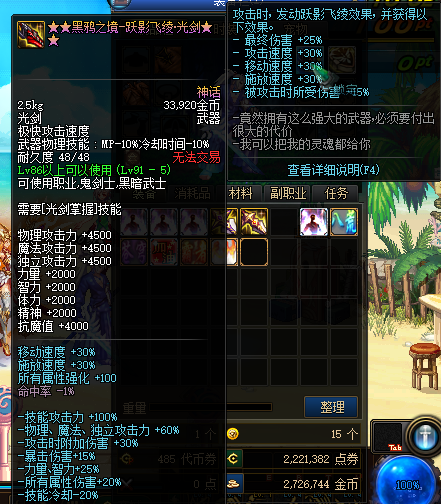 ★★黑鸦之境-跃影飞绫·光剑★
★
神话
2.5kg
33,920金币
光剑
武器
极快攻击速度
武器物理技能：MP-10%冷却时间-10%
耐久度 48/48
无法交易
Lv86以上可以使用 (Lv91 - 5)
可使用职业,鬼剑士,黑暗武士
需要[光剑掌握]技能
物理攻击力 +4500
魔法攻击力 +4500
独立攻击力 +4500
力量 +2000
智力 +2000
体力 +2000
精神 +2000
抗魔值 +4000
移动速度 +30%
施放速度 +30%
所有属性强化 +100
命中率 -1%
-技能攻击力 +100%
-物理、魔法、独立攻击力 +60%
-攻击时附加伤害 +30%
-暴击伤害+15%
-力量、智力+25%
-所有属性伤害+20%
-技能冷却-20%
攻击时，发动跃影飞绫效果，并获得以
下效果。
- 最终伤害 +25%
- 攻击速度 +30%
- 移动速度 +30%
- 施放速度 +30%
- 被攻击时所受伤害 -15%
-竟然拥有这么强大的武器,必须要付出
很大的代价
-我可以把我的灵魂都给你
查看详细说明(F4)
装备
消耗品
材料
副职业
任务
重量
整理
1 个
15 个
485 代币券
2,221,382 点券
0 点
2,726,744 金币
Tab
100%